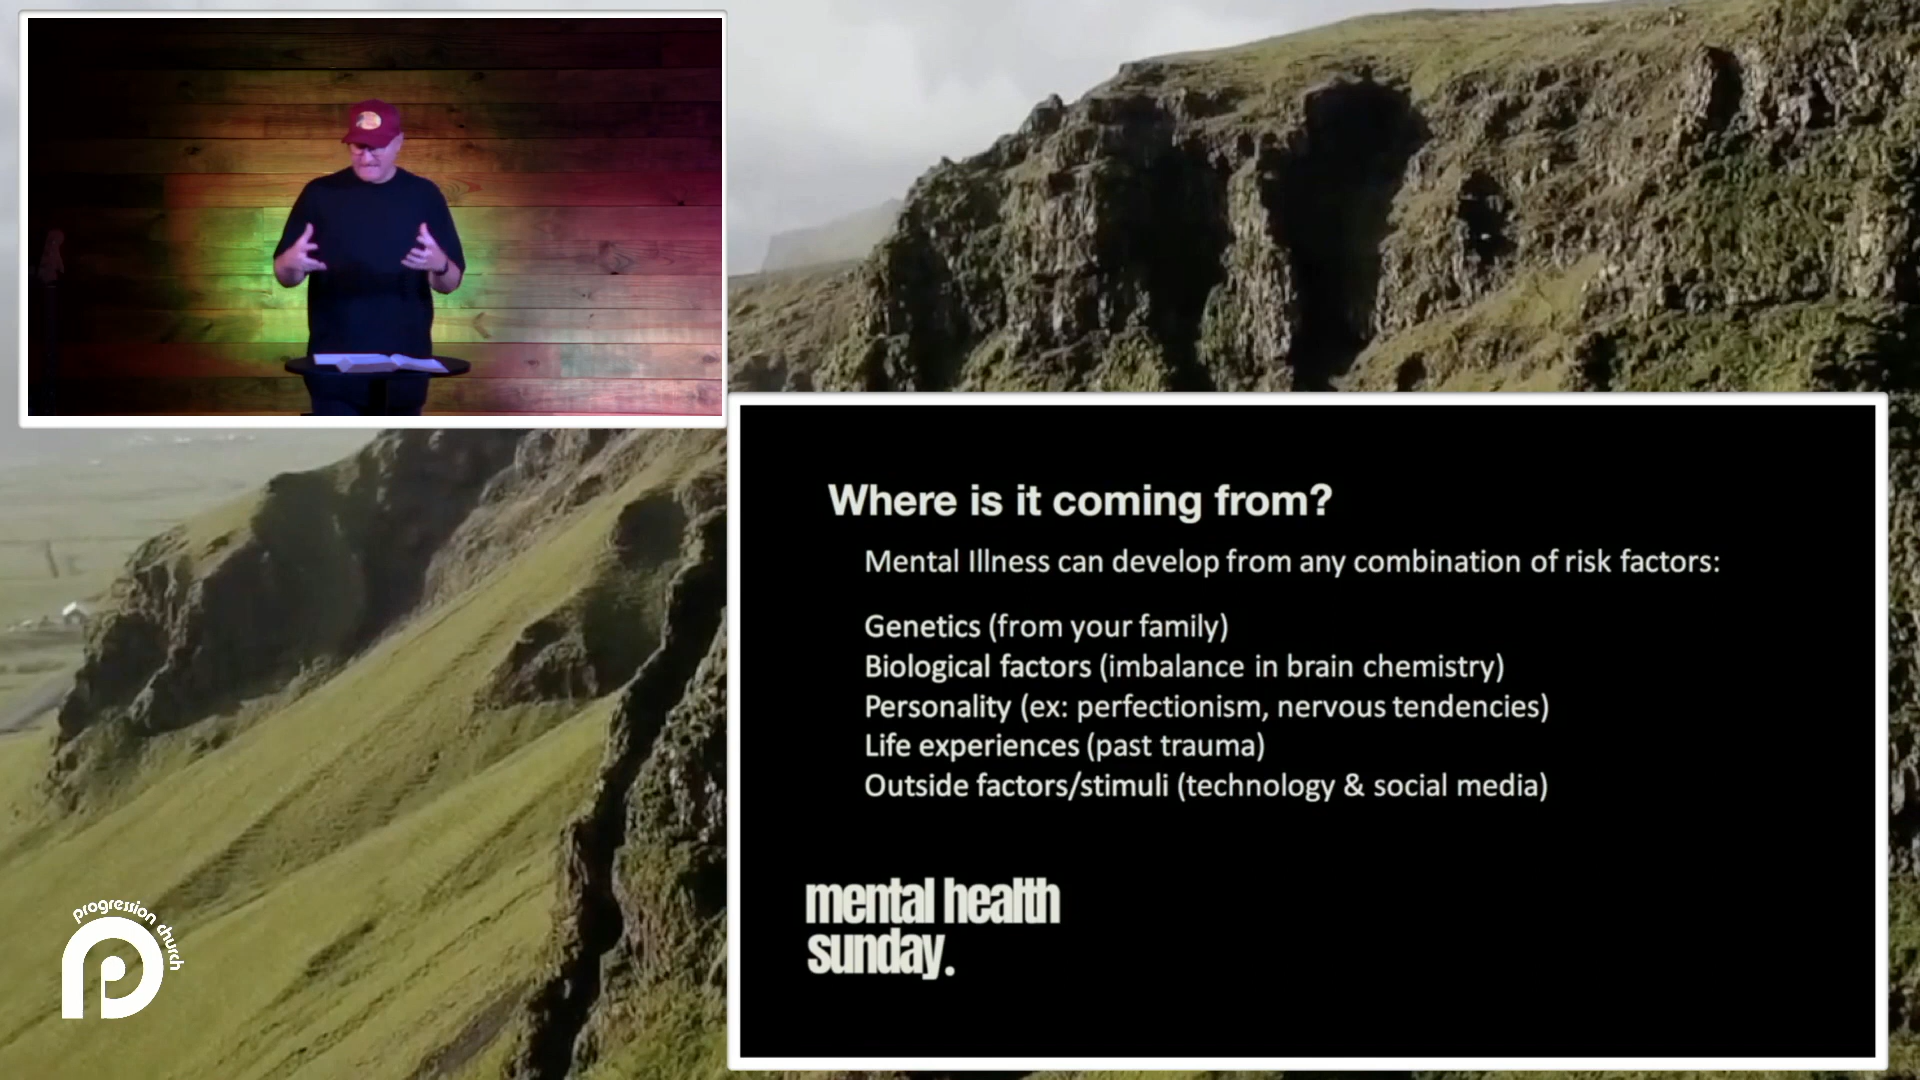 Where is it coming from?
Mental Illness can develop from any combination of risk factors:
Genetics (from your family)
Biological factors (imbalance in brain chemistry)
Personality (ex: perfectionism, nervous tendencies)
Life experiences (past trauma)
Outside factors/stimuli (technology & social media)
mental health
sunday.
progression church